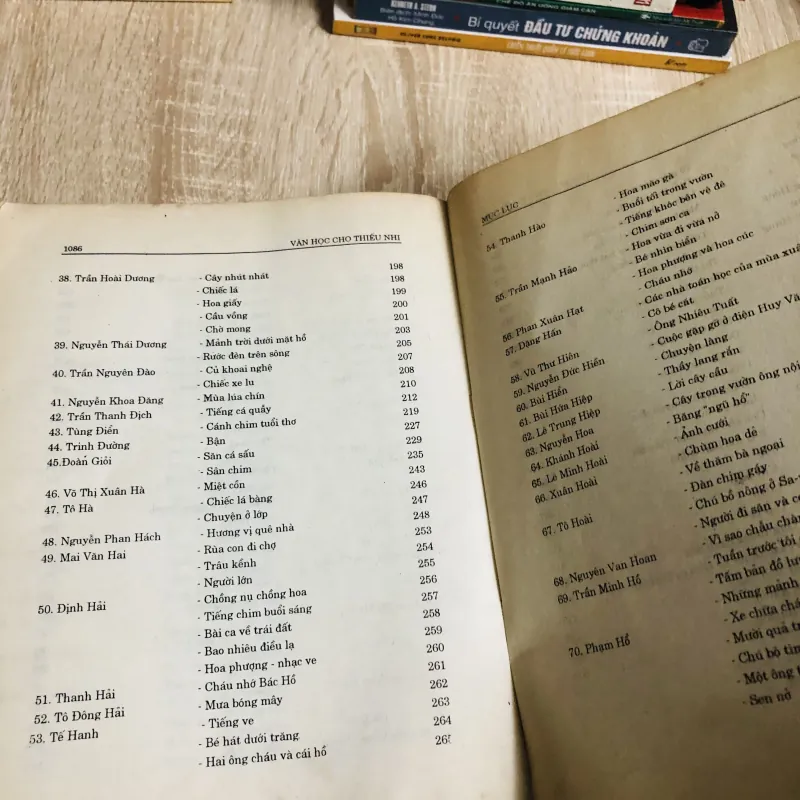 KENNETH A. STERN
Bí quyết ĐẦU TƯ CHỨNG KHOÁN
1086 VĂN HỌC CHO THIẾU NHI
38. Trần Hoài Dương - Cây nhút nhát 198
- Chiếc lá 198
- Hoa giấy 199
- Cầu vồng 200
- Chờ mong 201
39. Nguyễn Thái Dương - Mảnh trời dưới mặt hồ 203
- Rước đèn trên sông 205
40. Trần Nguyên Đào - Củ khoai nghệ 207
- Chiếc xe lu 208
41. Nguyễn Khoa Đăng - Mùa lúa chín 210
42. Trần Thanh Địch - Tiếng cá quẫy 212
43. Tùng Điển - Cánh chim tuổi thơ 219
44. Trinh Đường - Bận 227
45.Đoàn Giỏi - Săn cá sấu 229
- Sân chim 235
- Miệt cồn 243
46. Võ Thị Xuân Hà - Chiếc lá bàng 246
47. Tô Hà - Chuyện ở lớp 247
- Hương vị quê nhà 248
48. Nguyễn Phan Hách - Rùa con đi chợ 253
49. Mai Văn Hai - Trâu kềnh 254
- Người lớn 255
- Chồng nụ chồng hoa 256
50. Định Hải - Tiếng chim buổi sáng 257
- Bài ca về trái đất 258
- Bao nhiêu điều lạ 259
- Hoa phượng - nhạc ve 260
- Cháu nhớ Bác Hồ 261
51. Thanh Hải - Mưa bóng mây 262
52. Tô Đông Hải - Tiếng ve 263
53. Tế Hanh - Bé hát dưới trăng 264
- Hai ông cháu và cái hồ 265
MỤC LỤC
54. Thanh Hào - Hoa mào gà
- Buổi tối trong vườn
- Tiếng khóc bên vệ đê
- Chim sơn ca
55. Trần Mạnh Hảo - Hoa vừa đi vừa nở
- Bé nhìn biển
- Hoa phượng và hoa cúc
56. Phan Xuân Hạt - Cháu nhớ
57. Dặng Hấn - Các nhà toán học của mùa xuâ
- Cô bé cát
58. Vũ Thư Hiên - Ông Nhiêu Tuất
59. Nguyễn Đức Hiền - Cuộc gặp gỡ ở điện Huy Vă
60. Bùi Hiển - Chuyện làng
61. Bùi Hứa Hiệp - Thầy lang rắn
62. Lê Trung Hiệp - Lời cây cầu
63. Nguyễn Hoa - Cây trong vườn ông nội
64. Khánh Hoài - Băng "ngũ hổ"
65. Lê Minh Hoài - Ảnh cưới
66. Xuân Hoài - Chùm hoa dẻ
- Về thăm bà ngoại
67. Tô Hoài - Đàn chim gáy
- Chú bồ nông ở Sa-
- Người đi săn và co
- Vì sao châu chàn
68. Nguyên Van Hoan - Tuần trước tôi
69. Trần Minh Hồ - Tấm bản đồ lư
- Những mảnh
- Xe chữa chá
70. Phạm Hổ - Mười quả tr
- Chú bộ tìm
- Một ông t
- Sen nở